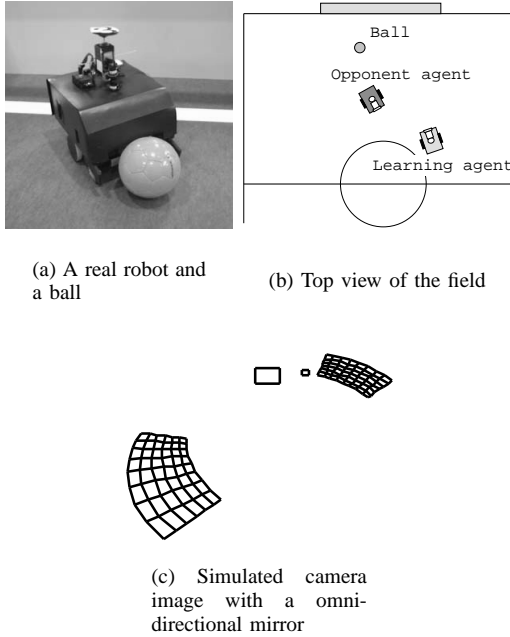 Ball
Opponent agent
Learning agent
(a) A real robot and
a ball
(b) Top view of the field
(c) Simulated camera
image with a omni-
directional mirror